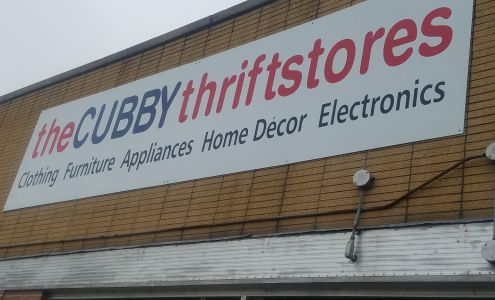 theCUBBYthriftstores
Clothing Furniture Appliances Home Décor Electronics